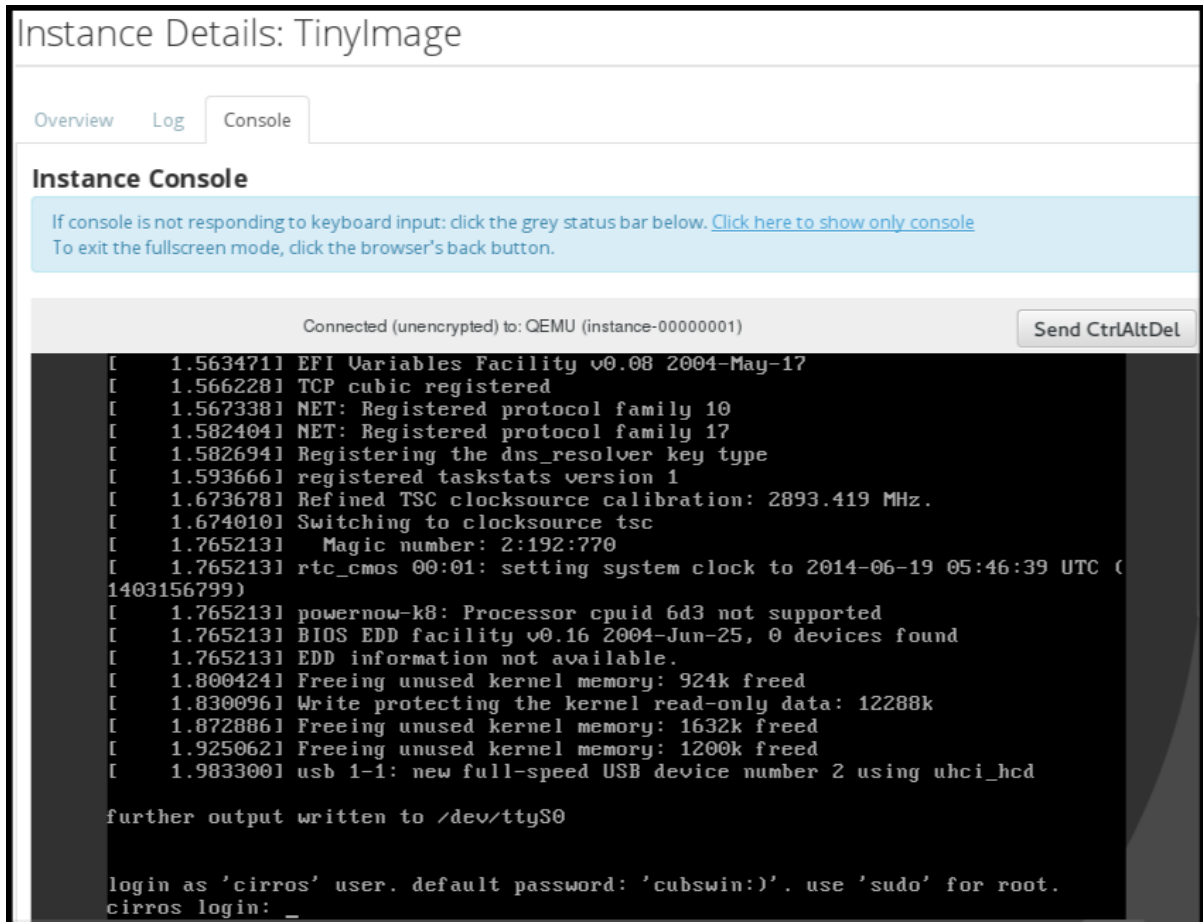 Instance Details: TinyImage
Overview Log Console
Instance Console
If console is not responding to keyboard input: click the grey status bar below. Click here to show only console
To exit the fullscreen mode, click the browser's back button.
Connected (unencrypted) to: QEMU (instance-00000001) Send CtrlAltDel
[    1.563471] EFI Variables Facility v0.08 2004-May-17
[    1.566228] TCP cubic registered
[    1.567338] NET: Registered protocol family 10
[    1.582404] NET: Registered protocol family 17
[    1.582694] Registering the dns_resolver key type
[    1.593666] registered taskstats version 1
[    1.673678] Refined TSC clocksource calibration: 2893.419 MHz.
[    1.674010] Switching to clocksource tsc
[    1.765213]   Magic number: 2:192:770
[    1.765213] rtc_cmos 00:01: setting system clock to 2014-06-19 05:46:39 UTC (
1403156799)
[    1.765213] powernow-k8: Processor cpuid 6d3 not supported
[    1.765213] BIOS EDD facility v0.16 2004-Jun-25, 0 devices found
[    1.765213] EDD information not available.
[    1.800424] Freeing unused kernel memory: 924k freed
[    1.830096] Write protecting the kernel read-only data: 12288k
[    1.872886] Freeing unused kernel memory: 1632k freed
[    1.925062] Freeing unused kernel memory: 1200k freed
[    1.983300] usb 1-1: new full-speed USB device number 2 using uhci_hcd
further output written to /dev/ttyS0
login as 'cirros' user. default password: 'cubswin:)'. use 'sudo' for root.
cirros login: _